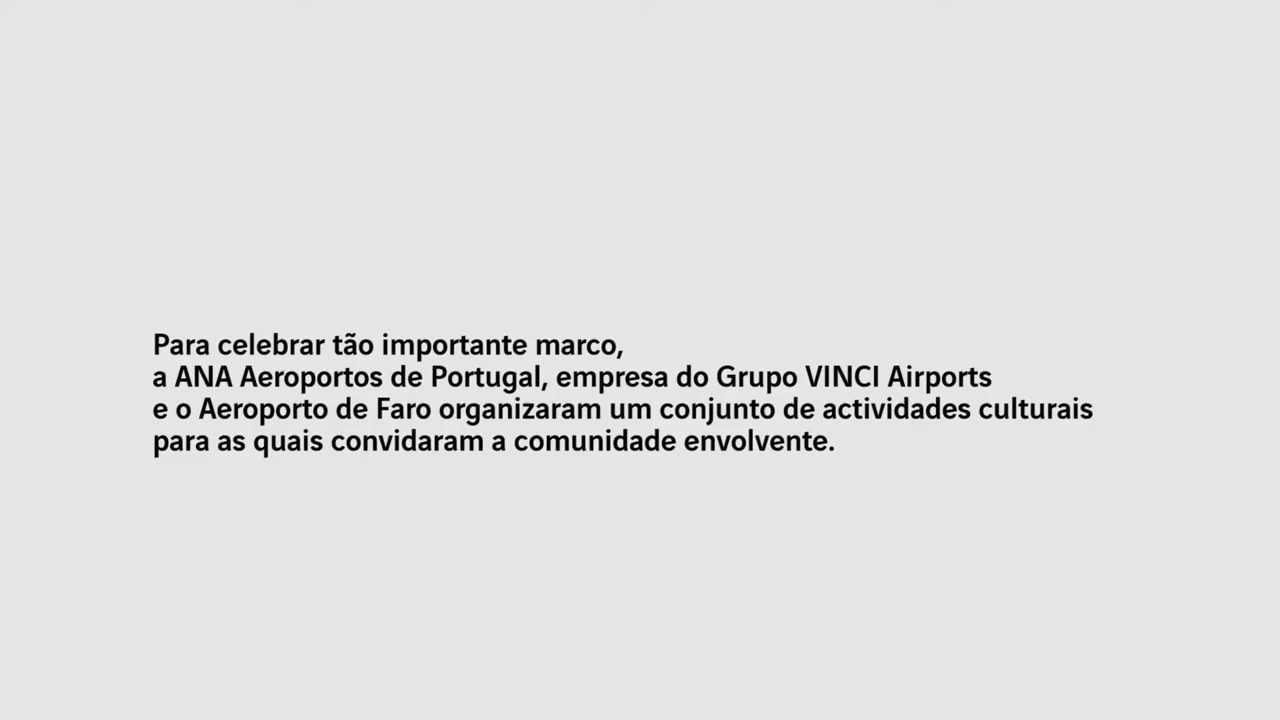 Para celebrar tão importante marco,
a ANA Aeroportos de Portugal, empresa do Grupo VINCI Airports
e o Aeroporto de Faro organizaram um conjunto de actividades culturais
para as quais convidaram a comunidade envolvente.